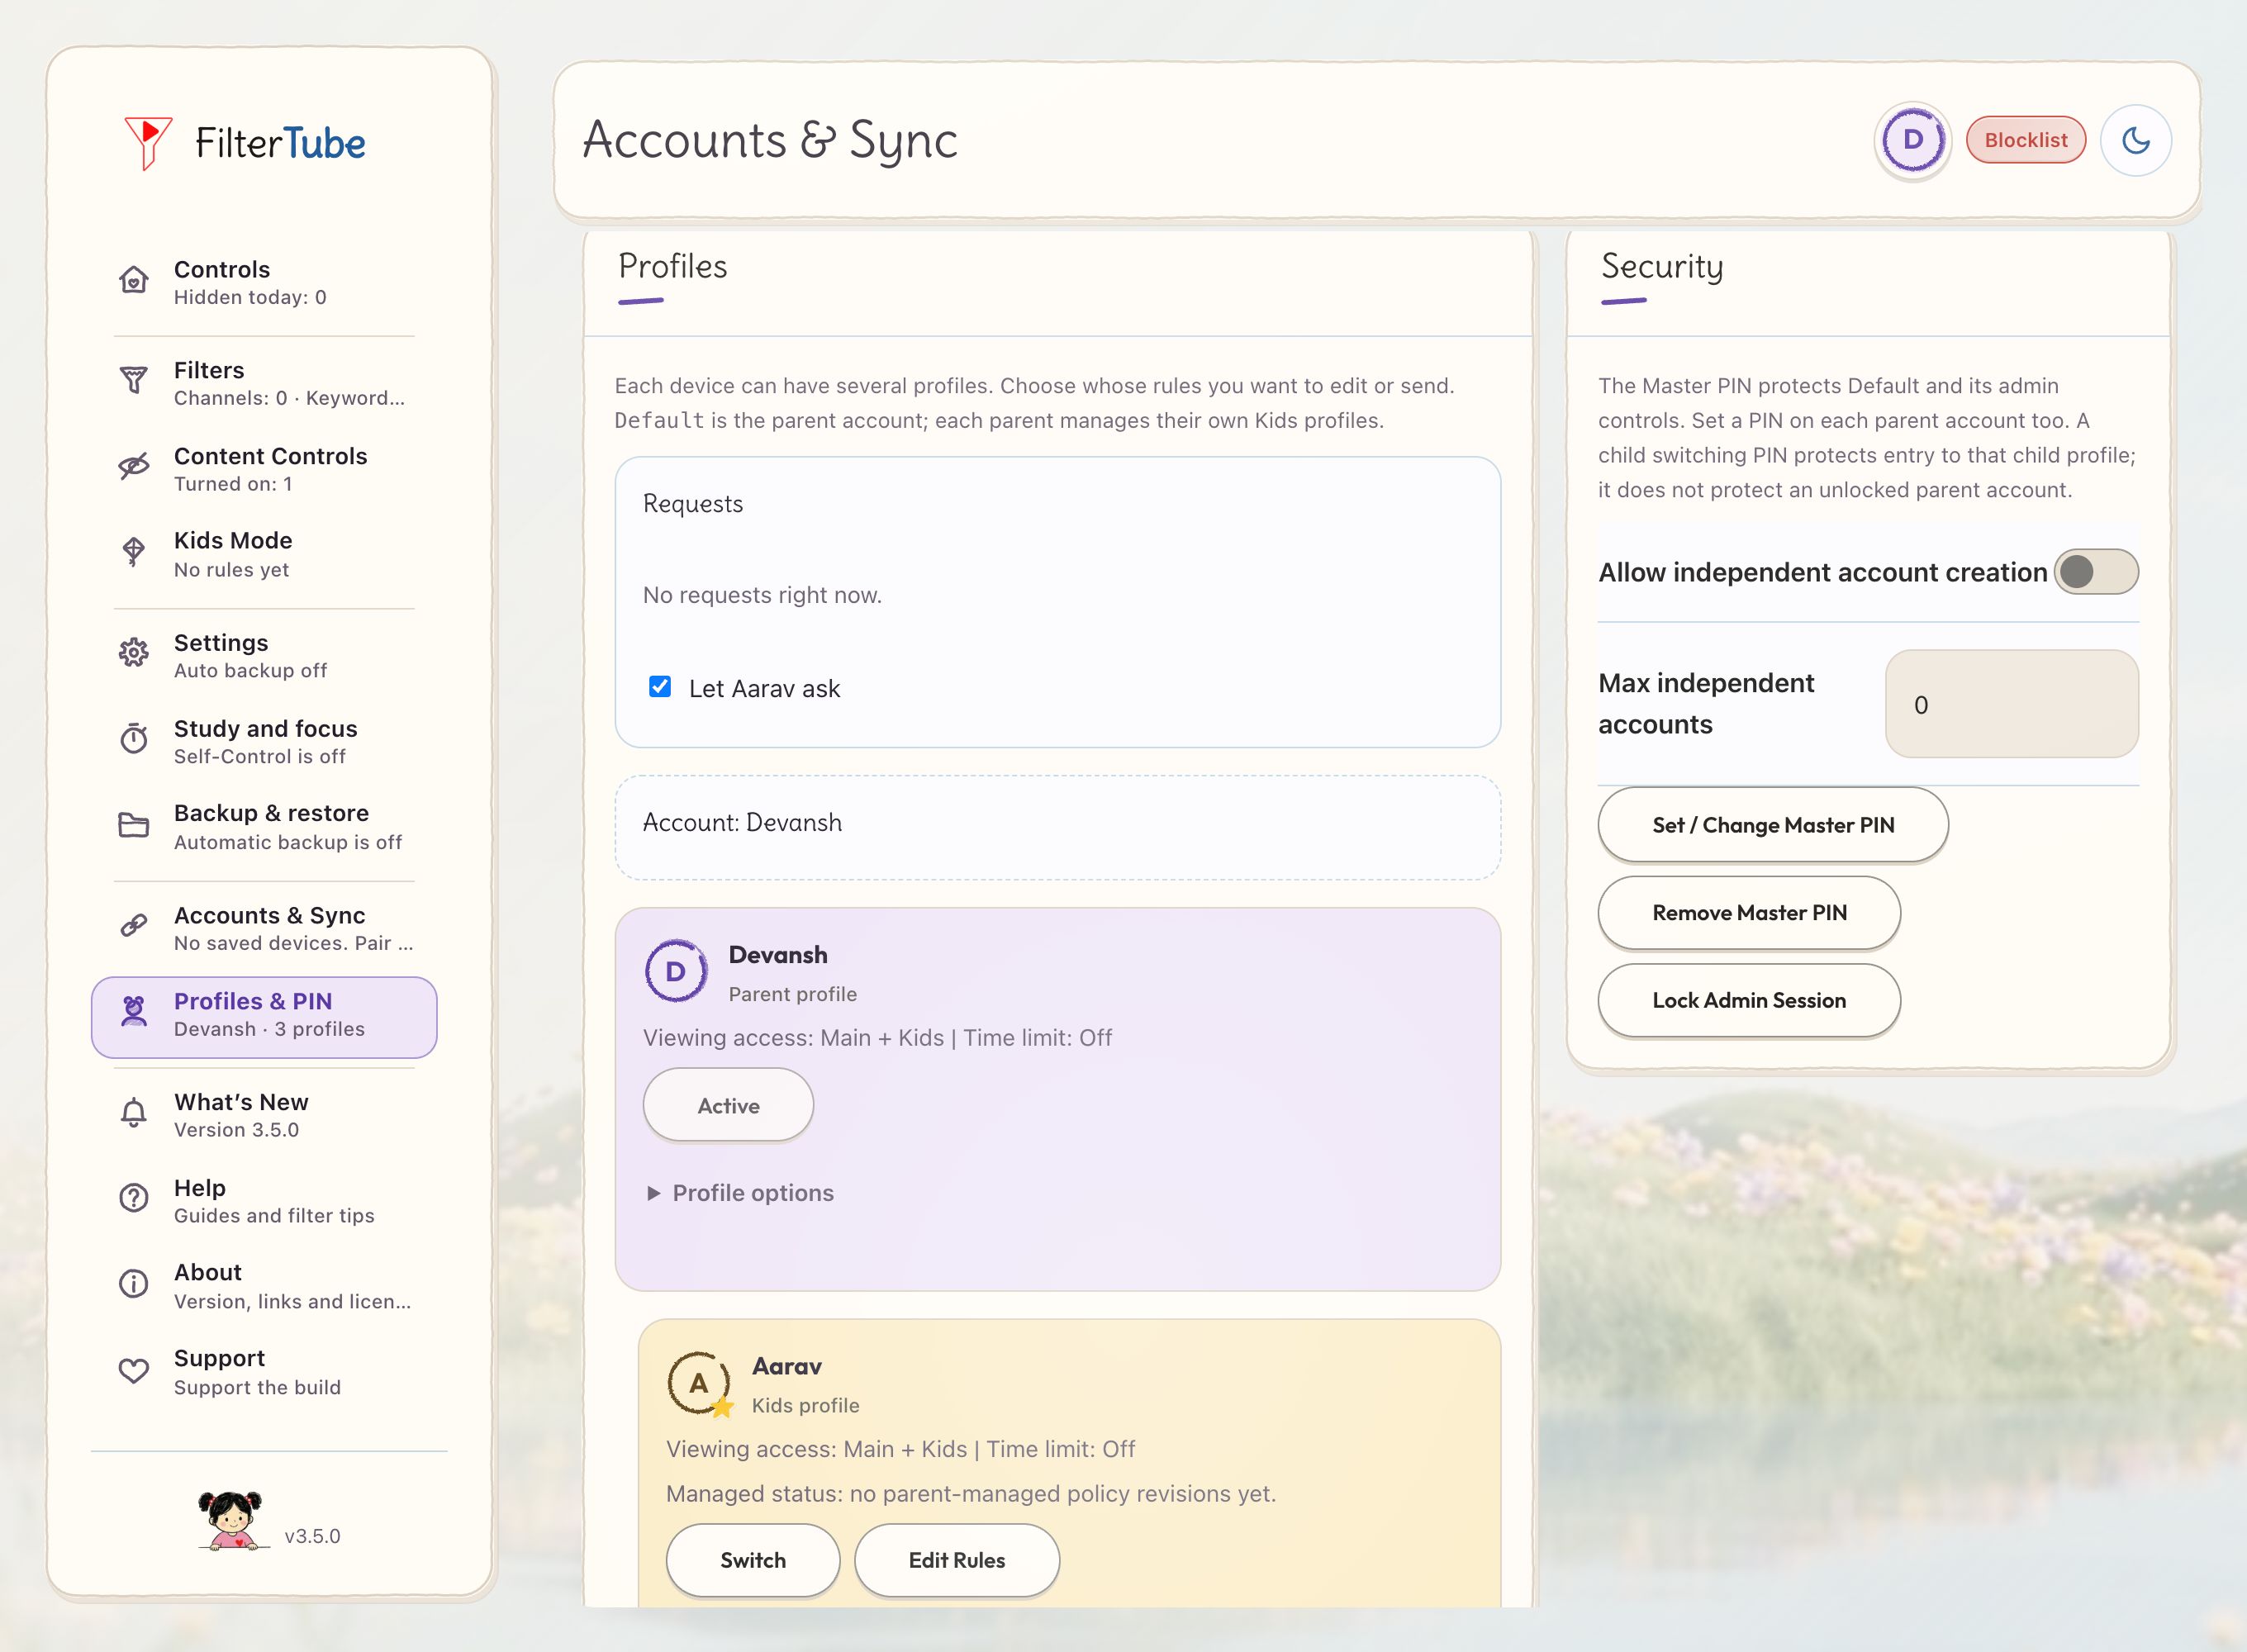 FilterTube
Controls
Hidden today: 0
Filters
Channels: 0 · Keyword...
Content Controls
Turned on: 1
Kids Mode
No rules yet
Settings
Auto backup off
Study and focus
Self-Control is off
Backup & restore
Automatic backup is off
Accounts & Sync
No saved devices. Pair ...
Profiles & PIN
Devansh · 3 profiles
What’s New
Version 3.5.0
Help
Guides and filter tips
About
Version, links and licen...
Support
Support the build
v3.5.0
Accounts & Sync
D
Blocklist
Profiles
Each device can have several profiles. Choose whose rules you want to edit or send.
Default is the parent account; each parent manages their own Kids profiles.
Requests
No requests right now.
Let Aarav ask
Account: Devansh
D
Devansh
Parent profile
Viewing access: Main + Kids | Time limit: Off
Active
Profile options
A
Aarav
Kids profile
Viewing access: Main + Kids | Time limit: Off
Managed status: no parent-managed policy revisions yet.
Switch
Edit Rules
Security
The Master PIN protects Default and its admin
controls. Set a PIN on each parent account too. A
child switching PIN protects entry to that child profile;
it does not protect an unlocked parent account.
Allow independent account creation
Max independent
accounts
0
Set / Change Master PIN
Remove Master PIN
Lock Admin Session